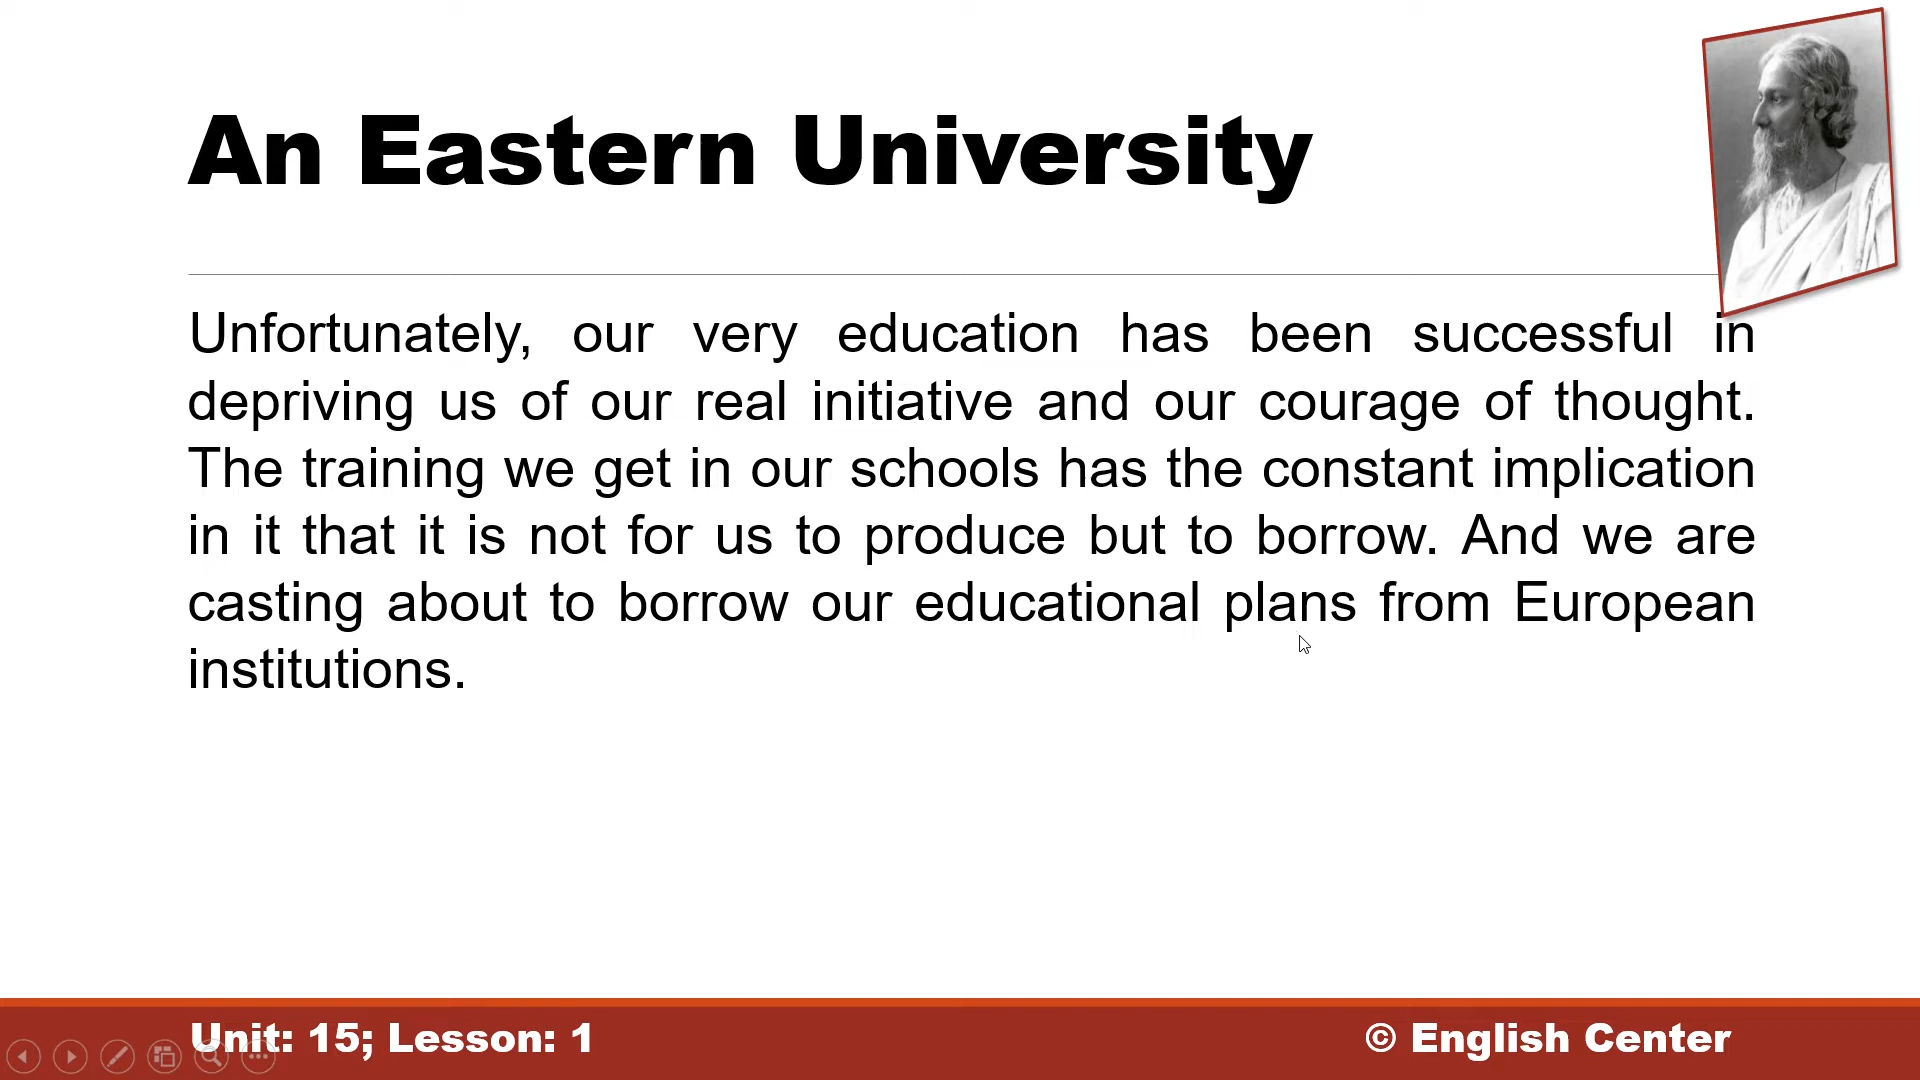 An Eastern University
Unfortunately, our very education has been successful in
depriving us of our real initiative and our courage of thought.
The training we get in our schools has the constant implication
in it that it is not for us to produce but to borrow. And we are
casting about to borrow our educational plans from European
institutions.
Unit: 15; Lesson: 1
© English Center